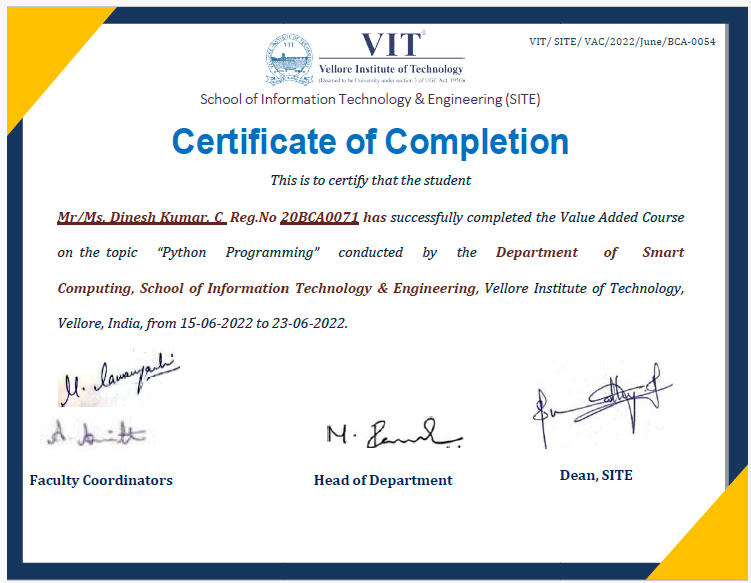 VIT/ SITE/ VAC/2022/June/BCA-0054
VIT
Vellore Institute of Technology
(Deemed to be University under section 3 of UGC Act, 1956)
School of Information Technology & Engineering (SITE)
Certificate of Completion
This is to certify that the student
Mr/Ms. Dinesh Kumar. C Reg.No 20BCA0071 has successfully completed the Value Added Course
on the topic “Python Programming” conducted by the Department of Smart
Computing, School of Information Technology & Engineering, Vellore Institute of Technology,
Vellore, India, from 15-06-2022 to 23-06-2022.
Faculty Coordinators
Head of Department
Dean, SITE